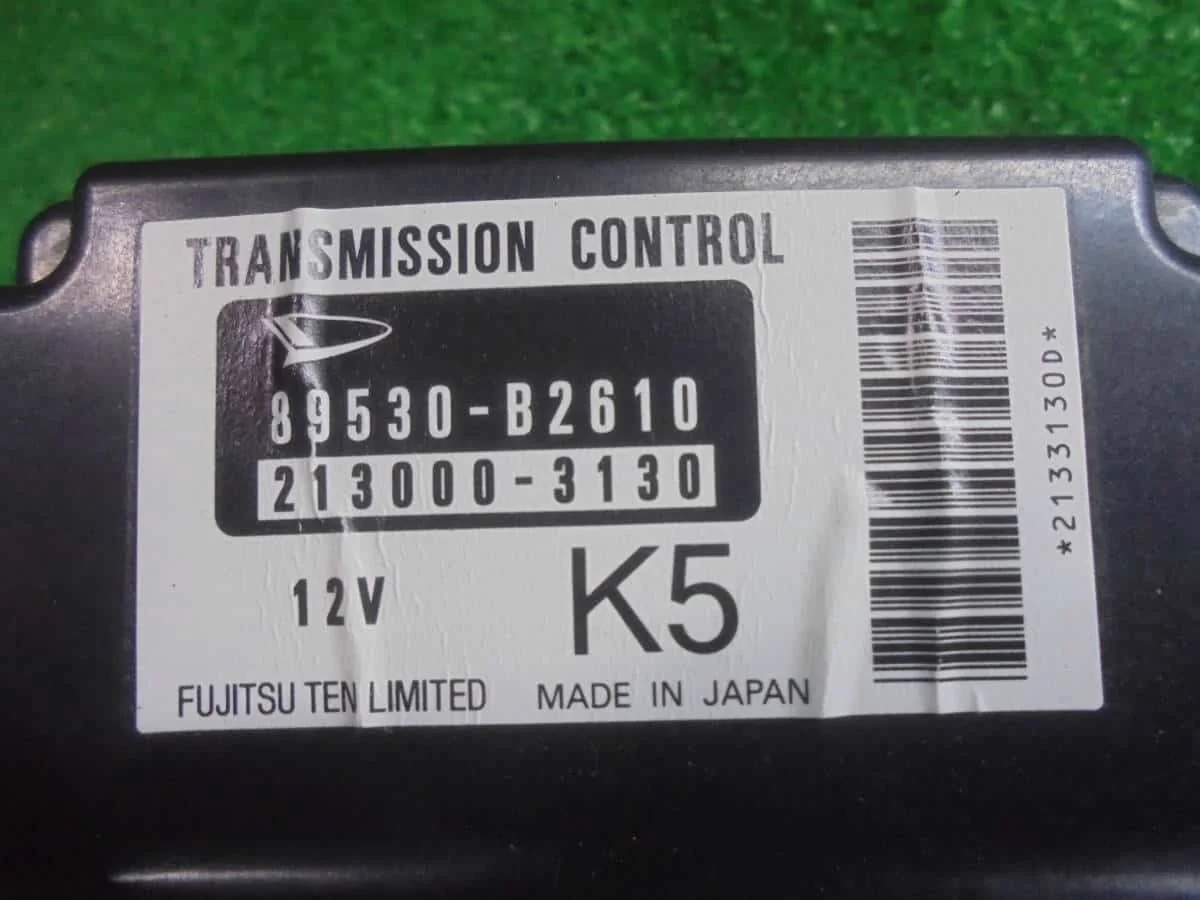 TRANSMISSION CONTROL
89530-B2610
213000-3130
12V
K5
FUJITSU TEN LIMITED MADE IN JAPAN
*2133130D*